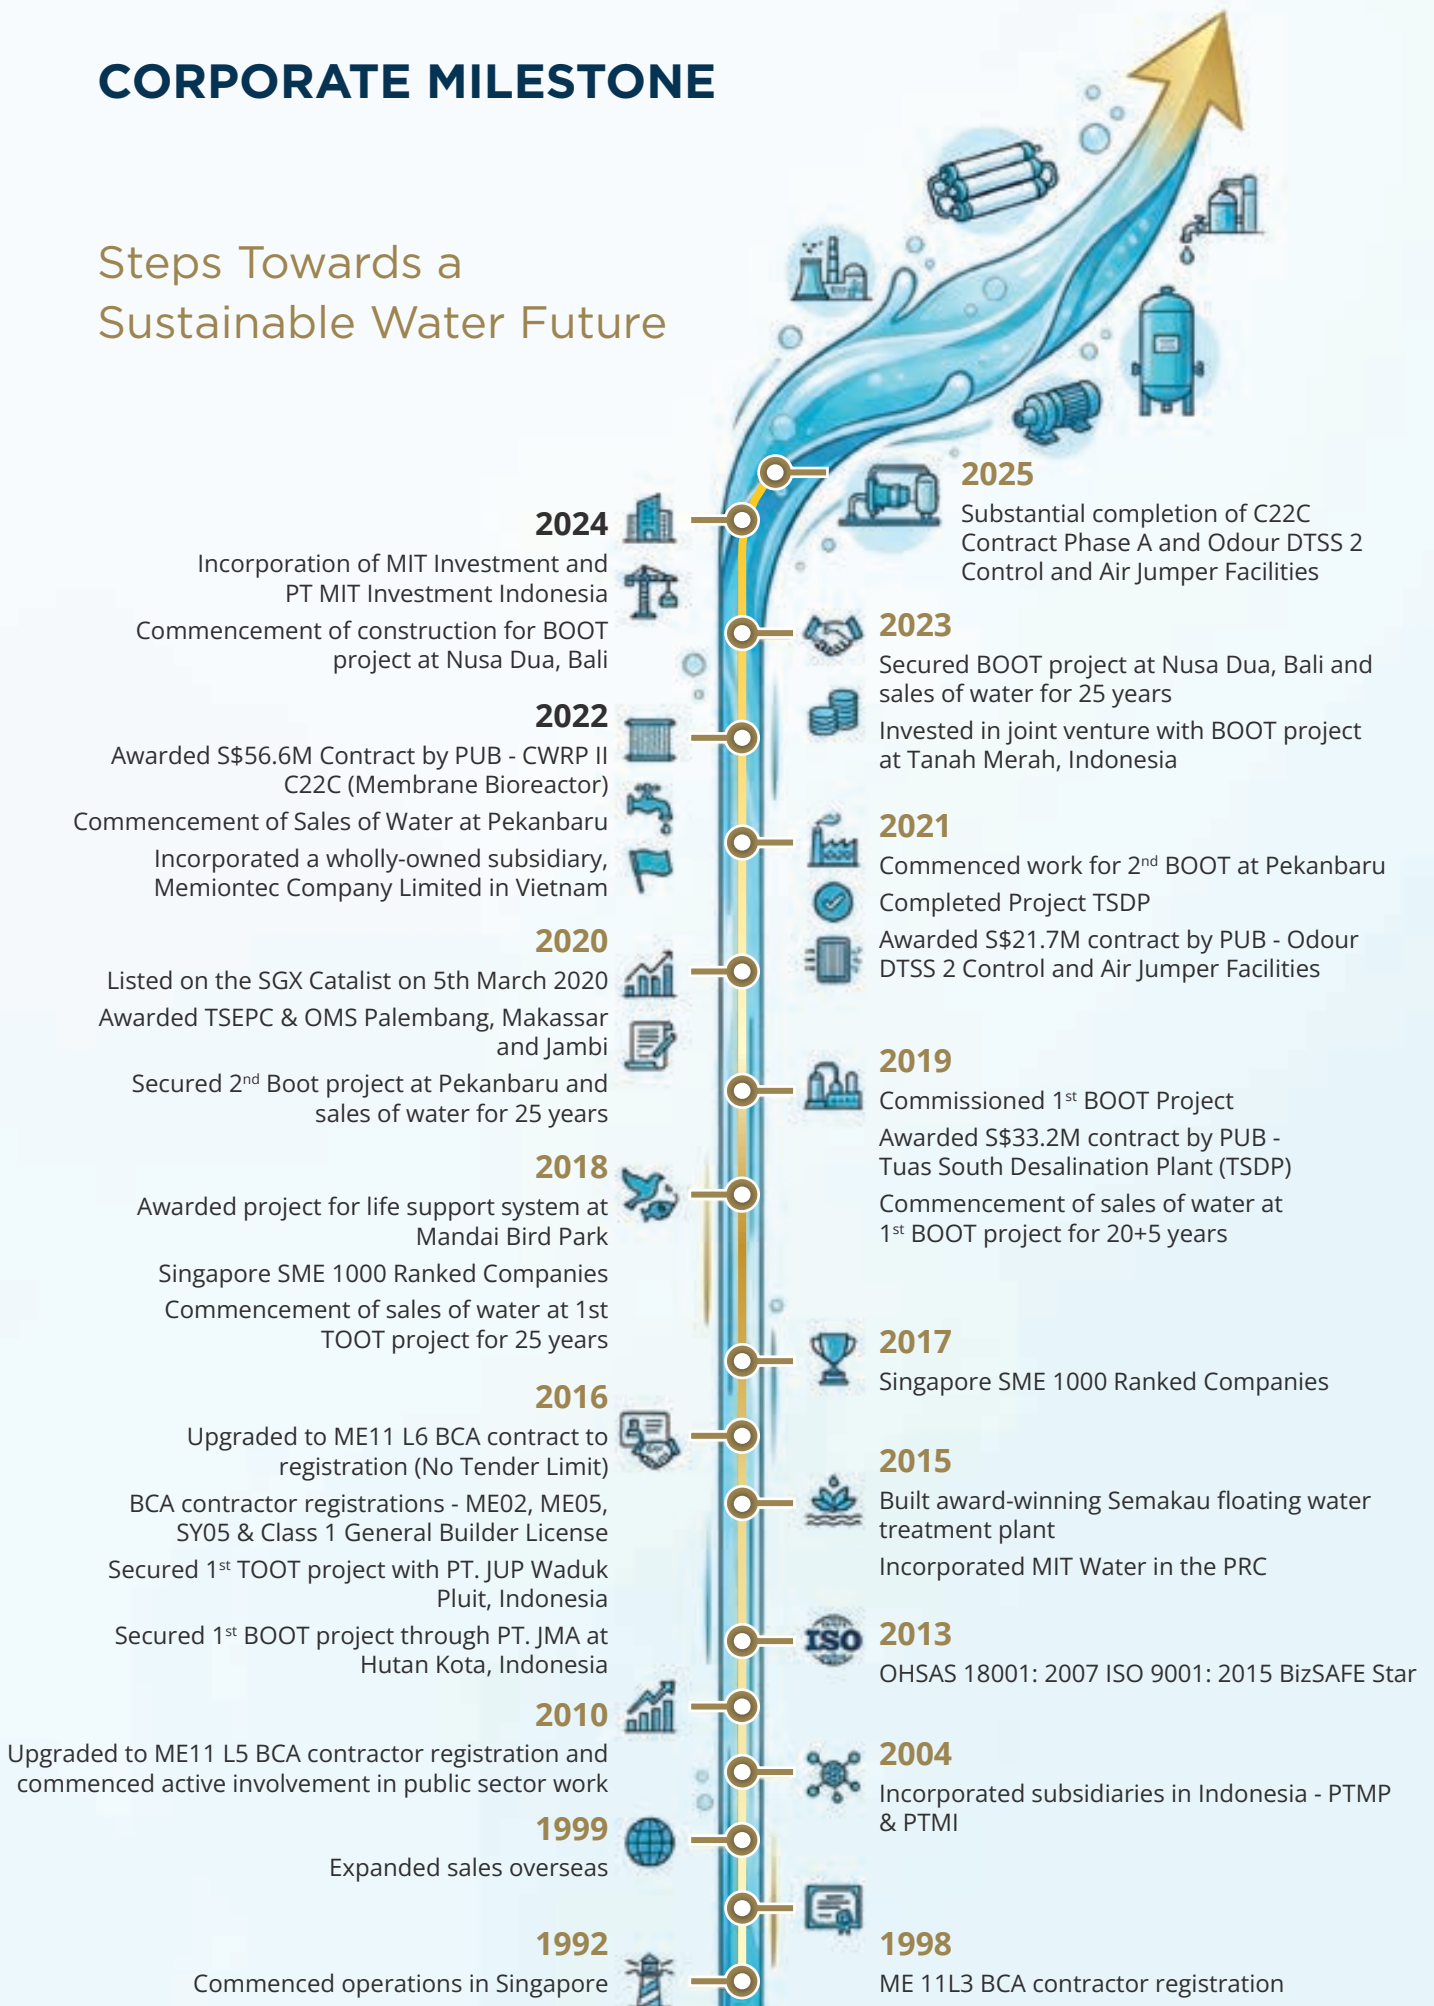 CORPORATE MILESTONE
Steps Towards a
Sustainable Water Future
2025
Substantial completion of C22C
Contract Phase A and Odour DTSS 2
Control and Air Jumper Facilities
2024
Incorporation of MIT Investment and
PT MIT Investment Indonesia
Commencement of construction for BOOT
project at Nusa Dua, Bali
2023
Secured BOOT project at Nusa Dua, Bali and
sales of water for 25 years
Invested in joint venture with BOOT project
at Tanah Merah, Indonesia
2022
Awarded S$56.6M Contract by PUB - CWRP II
C22C (Membrane Bioreactor)
Commencement of Sales of Water at Pekanbaru
Incorporated a wholly-owned subsidiary,
Memiontec Company Limited in Vietnam
2021
Commenced work for 2nd BOOT at Pekanbaru
Completed Project TSDP
Awarded S$21.7M contract by PUB - Odour
DTSS 2 Control and Air Jumper Facilities
2020
Listed on the SGX Catalist on 5th March 2020
Awarded TSEPC & OMS Palembang, Makassar
and Jambi
Secured 2nd Boot project at Pekanbaru and
sales of water for 25 years
2019
Commissioned 1st BOOT Project
Awarded S$33.2M contract by PUB -
Tuas South Desalination Plant (TSDP)
Commencement of sales of water at
1st BOOT project for 20+5 years
2018
Awarded project for life support system at
Mandai Bird Park
Singapore SME 1000 Ranked Companies
Commencement of sales of water at 1st
TOOT project for 25 years
2017
Singapore SME 1000 Ranked Companies
2016
Upgraded to ME11 L6 BCA contract to
registration (No Tender Limit)
BCA contractor registrations - ME02, ME05,
SY05 & Class 1 General Builder License
Secured 1st TOOT project with PT. JUP Waduk
Pluit, Indonesia
Secured 1st BOOT project through PT. JMA at
Hutan Kota, Indonesia
2015
Built award-winning Semakau floating water
treatment plant
Incorporated MIT Water in the PRC
ISO
2013
OHSAS 18001: 2007 ISO 9001: 2015 BizSAFE Star
2010
Upgraded to ME11 L5 BCA contractor registration and
commenced active involvement in public sector work
2004
Incorporated subsidiaries in Indonesia - PTMP
& PTMI
1999
Expanded sales overseas
1998
ME 11L3 BCA contractor registration
1992
Commenced operations in Singapore